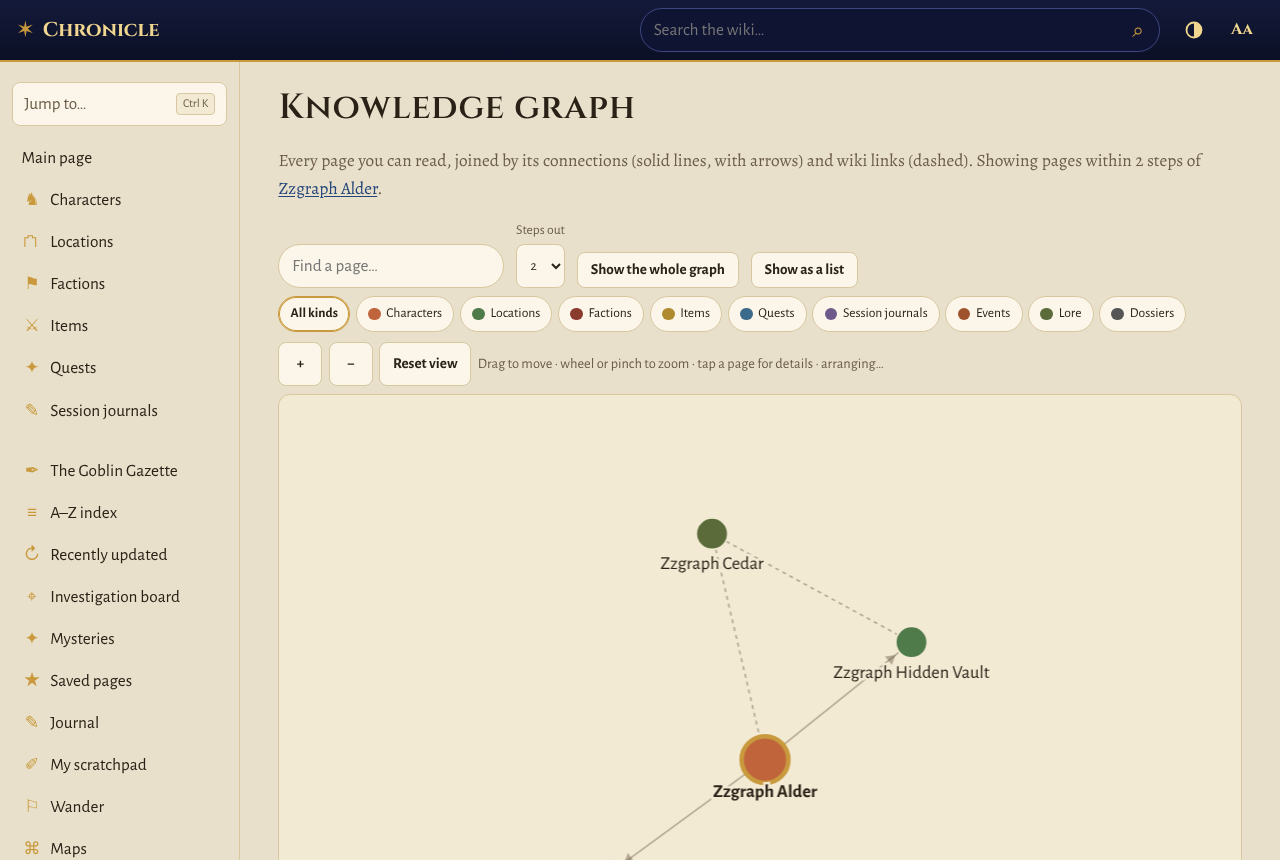 Chronicle
Search the wiki...
AA
Jump to...
Ctrl K
Main page
Characters
Locations
Factions
Items
Quests
Session journals
The Goblin Gazette
A–Z index
Recently updated
Investigation board
Mysteries
Saved pages
Journal
My scratchpad
Wander
Maps
Knowledge graph
Every page you can read, joined by its connections (solid lines, with arrows) and wiki links (dashed). Showing pages within 2 steps of
Zzgraph Alder.
Steps out
Find a page...
2
Show the whole graph
Show as a list
All kinds
Characters
Locations
Factions
Items
Quests
Session journals
Events
Lore
Dossiers
+
−
Reset view
Drag to move · wheel or pinch to zoom · tap a page for details · arranging...
Zzgraph Cedar
Zzgraph Hidden Vault
Zzgraph Alder